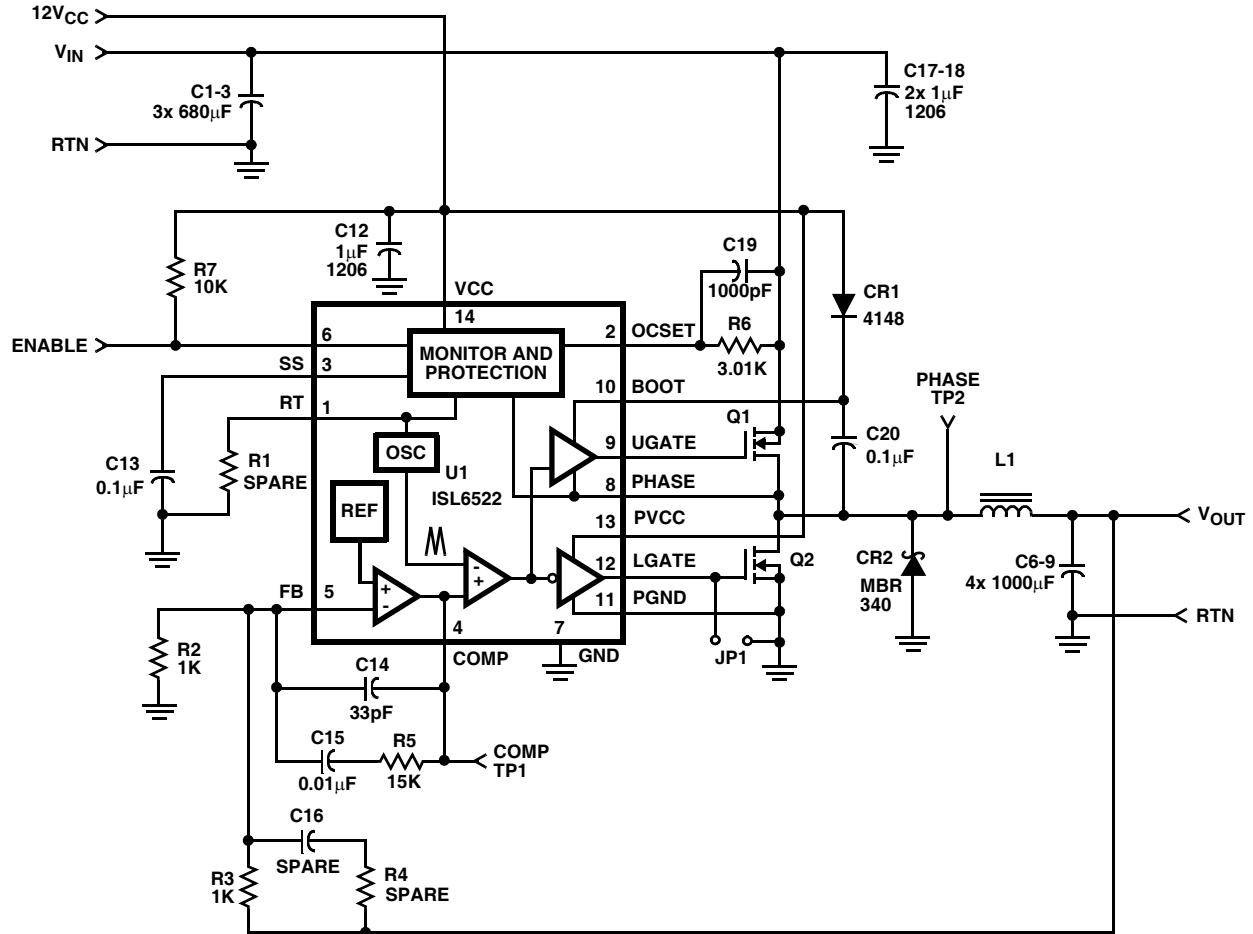 12VCC
VIN
C1-3
3x 680µF
RTN
C17-18
2x 1µF
1206
C12
1µF
1206
R7
10K
VCC
14
C19
1000pF
CR1
4148
ENABLE
6
MONITOR AND
PROTECTION
2
OCSET
R6
3.01K
SS
3
10
BOOT
PHASE
TP2
RT
1
Q1
OSC
9
UGATE
C20
0.1µF
L1
C13
0.1µF
R1
SPARE
U1
ISL6522
8
PHASE
REF
13
PVCC
VOUT
12
LGATE
Q2
CR2
MBR
340
C6-9
4x 1000µF
+
-
-
+
FB
5
11
PGND
RTN
4
7
R2
1K
COMP
GND
JP1
C14
33pF
C15
0.01µF
R5
15K
COMP
TP1
C16
SPARE
R3
1K
R4
SPARE